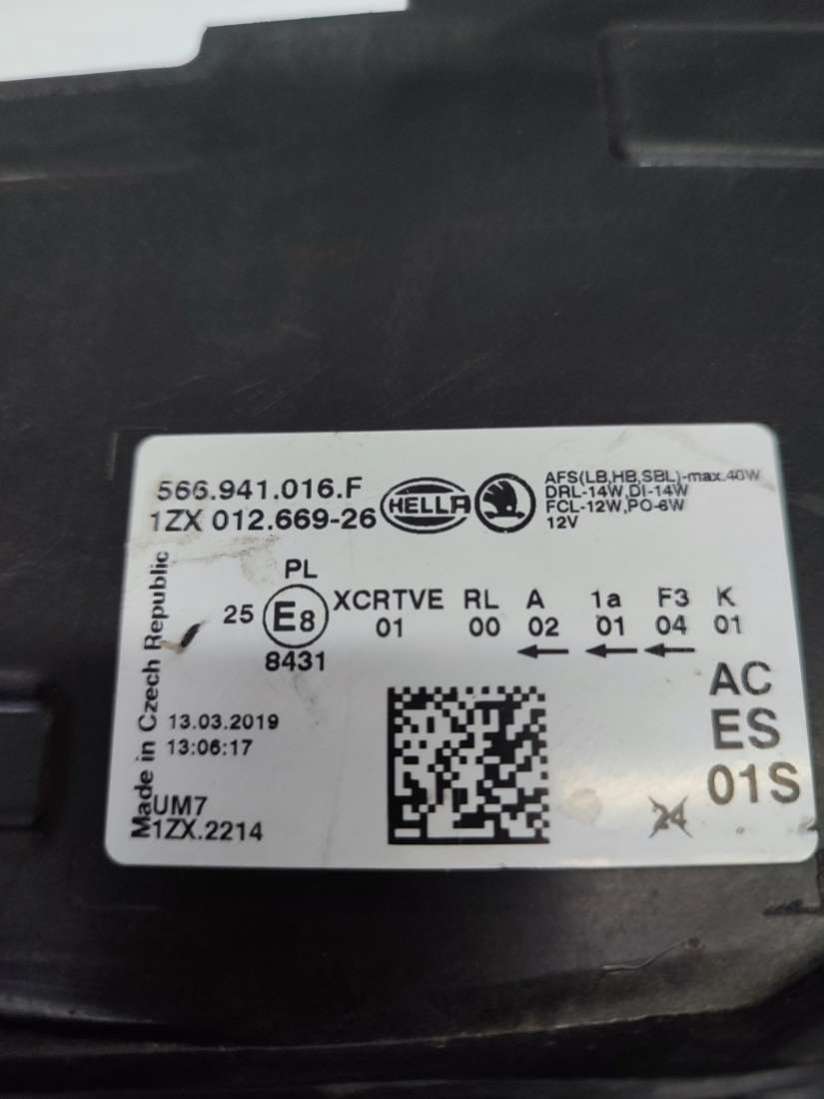 566.941.016.F
1ZX 012.669-26
HELLA
AFS(LB,HB,SBL)-max.40W
DRL-14W,DI-14W
FCL-12W,PO-6W
12V
PL
25 E8 XCRTVE RL A 1a F3 K
01 00 02 01 04 01
8431
Made in Czech Republic
13.03.2019
13:06:17
UM7
1ZX.2214
AC
ES
01S
24